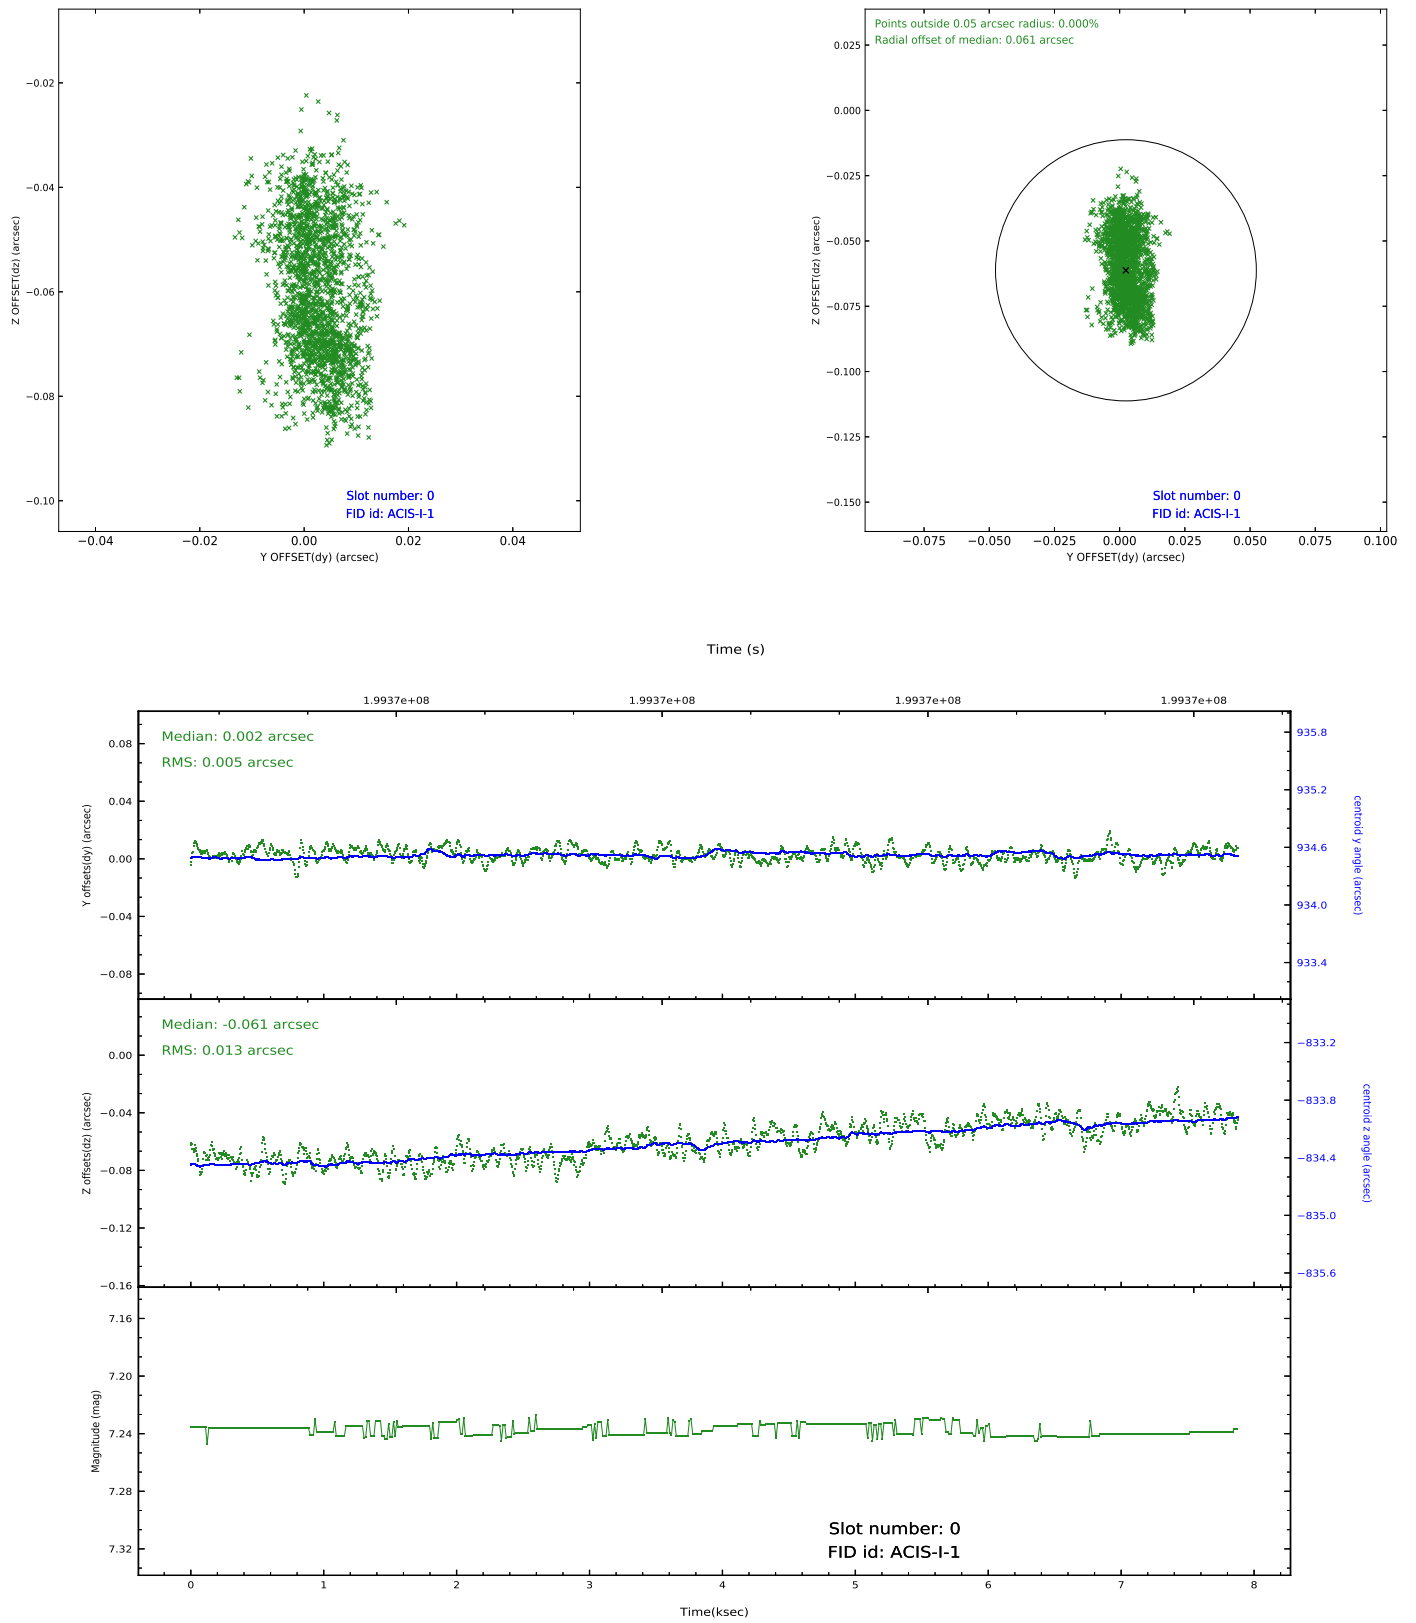 −0.02
−0.04
−0.06
−0.08
−0.10
Z OFFSET(dz) (arcsec)
Slot number: 0
FID id: ACIS-I-1
−0.04 −0.02 0.00 0.02 0.04
Y OFFSET(dy) (arcsec)
Points outside 0.05 arcsec radius: 0.000%
Radial offset of median: 0.061 arcsec
0.025
0.000
−0.025
−0.050
−0.075
−0.100
−0.125
−0.150
Z OFFSET(dz) (arcsec)
Slot number: 0
FID id: ACIS-I-1
−0.075 −0.050 −0.025 0.000 0.025 0.050 0.075 0.100
Y OFFSET(dy) (arcsec)
Time (s)
1.9937e+08 1.9937e+08 1.9937e+08 1.9937e+08
Median: 0.002 arcsec
RMS: 0.005 arcsec
0.08
0.04
0.00
−0.04
−0.08
Y offsets(dy) (arcsec)
935.8
935.2
934.6
934.0
933.4
centroid y angle (arcsec)
Median: -0.061 arcsec
RMS: 0.013 arcsec
0.00
−0.04
−0.08
−0.12
−0.16
Z offsets(dz) (arcsec)
−833.2
−833.8
−834.4
−835.0
−835.6
centroid z angle (arcsec)
7.16
7.20
7.24
7.28
7.32
Magnitude (mag)
Slot number: 0
FID id: ACIS-I-1
0 1 2 3 4 5 6 7 8
Time(ksec)